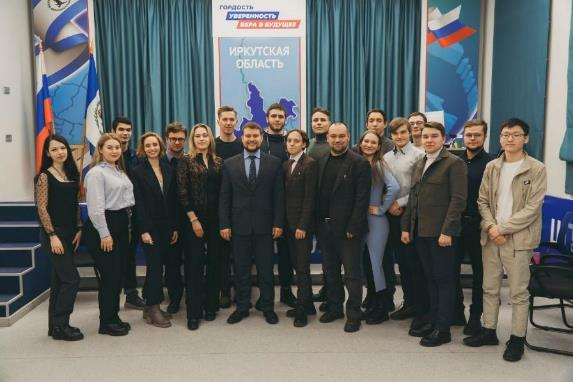 ГОРДОСТЬ
УВЕРЕННОСТЬ
ВЕРА В БУДУЩЕЕ
ИРКУТСКАЯ
ОБЛАСТЬ